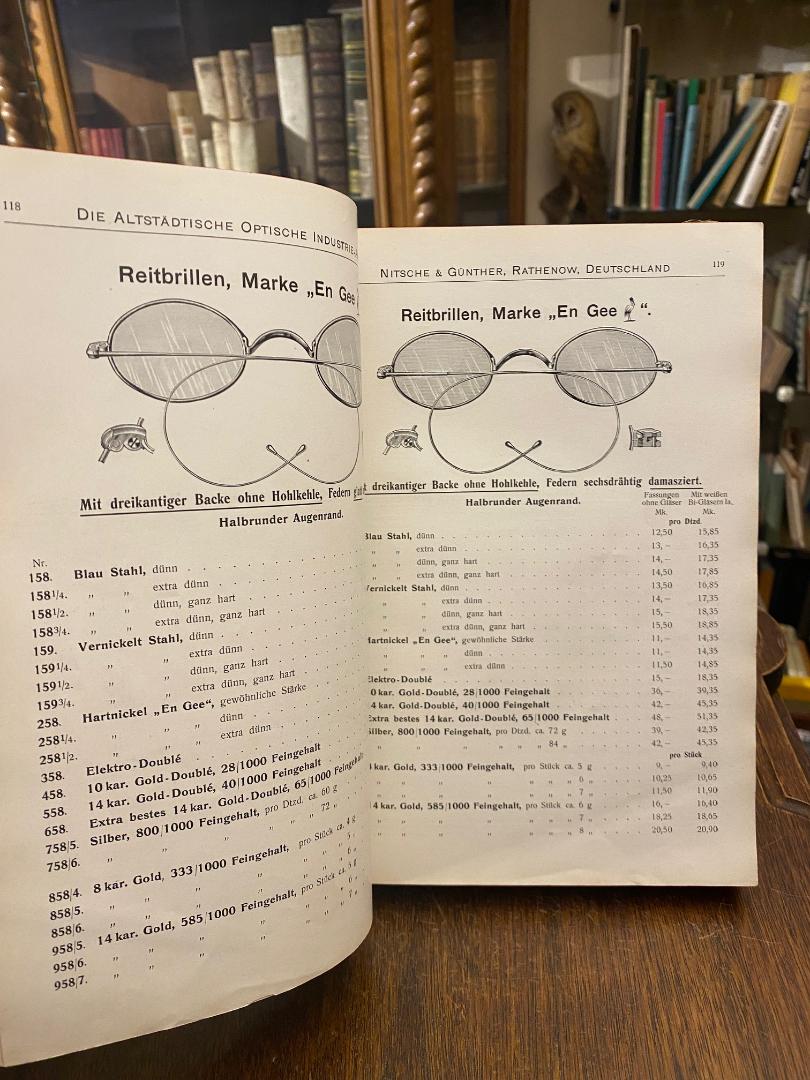 118
DIE ALTSTÄDTISCHE OPTISCHE INDUSTRIE-
Reitbrillen, Marke „En Gee
Mit dreikantiger Backe ohne Hohlkehle, Federn
Halbrunder Augenrand.
Nr.
158. Blau Stahl, dünn
158¹/4. „ „ extra dünn
158¹/2. „ „ dünn, ganz hart
158³/4. „ „ extra dünn, ganz hart
159. Vernickelt Stahl, dünn
159¹/4. „ „ extra dünn
159¹/2. „ „ dünn, ganz hart
159³/4. „ „ extra dünn, ganz hart
258. Hartnickel „En Gee“, gewöhnliche Stärke
258¹/4. „ „ „ dünn
258¹/2. „ „ „ extra dünn
358. Elektro-Doublé
458. 10 kar. Gold-Doublé, 28/1000 Feingehalt
558. 14 kar. Gold-Doublé, 40/1000 Feingehalt
658. Extra bestes 14 kar. Gold-Doublé, 65/1000 Feingehalt
758/5. Silber, 800/1000 Feingehalt, pro Dtzd. ca. 60 g
758/6. „ „ „ „ „ 72 „
858/4. 8 kar. Gold, 333/1000 Feingehalt, pro Stück ca. 4 g
858/5. „ „ „ „ 5 „
858/6. „ „ „ „ 6 „
958/5. 14 kar. Gold, 585/1000 Feingehalt, pro Stück ca. 5 g
958/6. „ „ „ „ 6 „
958/7. „ „ „ „ 7 „
NITSCHE & GÜNTHER, RATHENOW, DEUTSCHLAND 119
Reitbrillen, Marke „En Gee “.
dreikantiger Backe ohne Hohlkehle, Federn sechsdrähtig damasziert.
Halbrunder Augenrand.
Fassungen ohne Gläser Mk. Mit weißen Bi-Gläsern Ia. Mk.
pro Dtzd.
Blau Stahl, dünn 12,50 15,85
„ „ extra dünn 13,– 16,35
„ „ dünn, ganz hart 14,– 17,35
„ „ extra dünn, ganz hart 14,50 17,85
Vernickelt Stahl, dünn 13,50 16,85
„ „ extra dünn 14,– 17,35
„ „ dünn, ganz hart 15,– 18,35
„ „ extra dünn, ganz hart 15,50 18,85
Hartnickel „En Gee“, gewöhnliche Stärke 11,– 14,35
„ „ „ dünn 11,– 14,35
„ „ „ extra dünn 11,50 14,85
Elektro-Doublé 15,– 18,35
0 kar. Gold-Doublé, 28/1000 Feingehalt 36,– 39,35
4 kar. Gold-Doublé, 40/1000 Feingehalt 42,– 45,35
Extra bestes 14 kar. Gold-Doublé, 65/1000 Feingehalt 48,– 51,35
Silber, 800/1000 Feingehalt, pro Dtzd. ca. 72 g 39,– 42,35
„ „ „ „ „ 84 „ 42,– 45,35
pro Stück
kar. Gold, 333/1000 Feingehalt, pro Stück ca. 5 g 9,– 9,40
„ „ „ „ „ 6 „ 10,25 10,65
„ „ „ „ „ 7 „ 11,50 11,90
14 kar. Gold, 585/1000 Feingehalt, pro Stück ca. 6 g 16,– 16,40
„ „ „ „ „ 7 „ 18,25 18,65
„ „ „ „ „ 8 „ 20,50 20,90